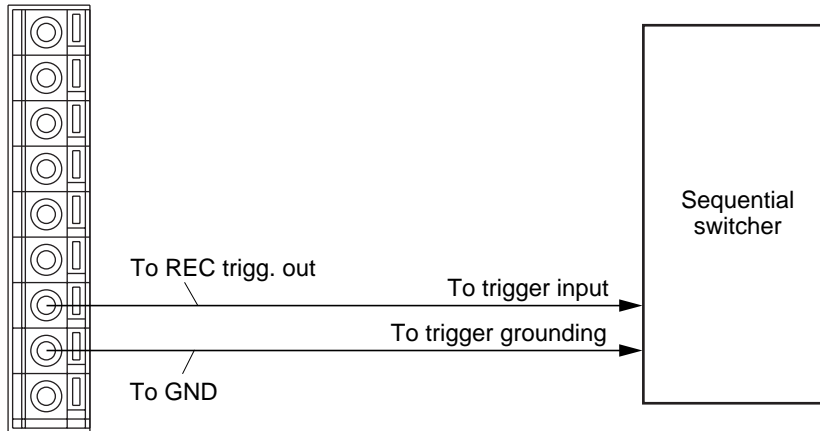 Sequential
switcher
To REC trigg. out
To trigger input
To trigger grounding
To GND